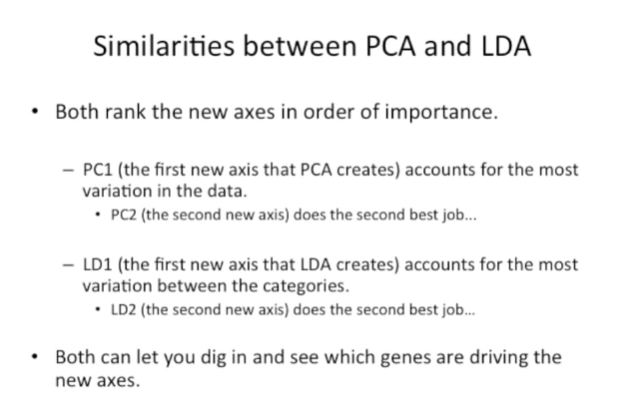 Similarities between PCA and LDA
• Both rank the new axes in order of importance.
– PC1 (the first new axis that PCA creates) accounts for the most
variation in the data.
• PC2 (the second new axis) does the second best job...
– LD1 (the first new axis that LDA creates) accounts for the most
variation between the categories.
• LD2 (the second new axis) does the second best job...
• Both can let you dig in and see which genes are driving the
new axes.